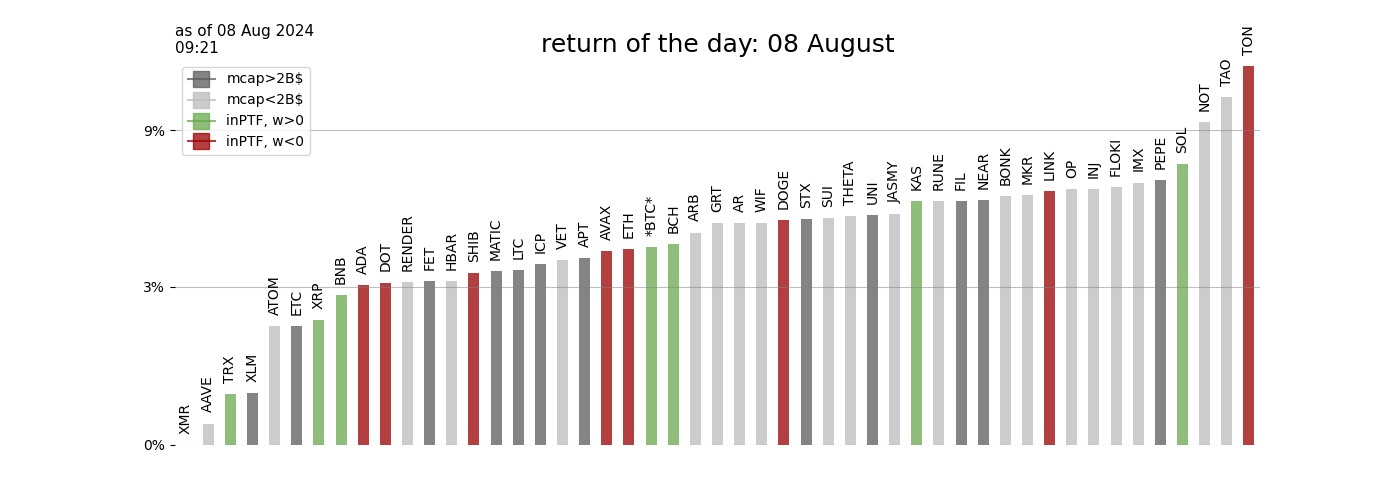 as of 08 Aug 2024
09:21
return of the day: 08 August
mcap>2B$
mcap<2B$
inPTF, w>0
inPTF, w<0
9%
3%
0%
XMR
AAVE
TRX
XLM
ATOM
ETC
XRP
BNB
ADA
DOT
RENDER
FET
HBAR
SHIB
MATIC
LTC
ICP
VET
APT
AVAX
ETH
*BTC*
BCH
ARB
GRT
AR
WIF
DOGE
STX
SUI
THETA
UNI
JASMY
KAS
RUNE
FIL
NEAR
BONK
MKR
LINK
OP
INJ
FLOKI
IMX
PEPE
SOL
NOT
TAO
TON